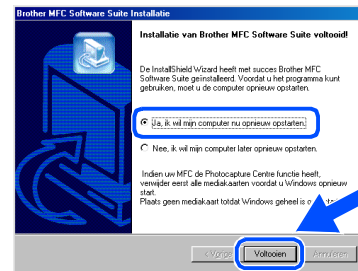 Brother MFC Software Suite Installatie
Installatie van Brother MFC Software Suite voltooid!
De InstallShield Wizard heeft met succes Brother MFC
Software Suite geïnstalleerd. Voordat u het programma kunt
gebruiken, moet u de computer opnieuw opstarten.
Ja, ik wil mijn computer nu opnieuw opstarten.
Nee, ik wil mijn computer later opnieuw opstarten.
Indien uw MFC de Photocapture Centre functie heeft,
verwijder eerst alle mediakaarten voordat u Windows opnieuw
start.
Plaats geen mediakaart totdat Windows geheel is
< Vorige Voltooien Annuleren